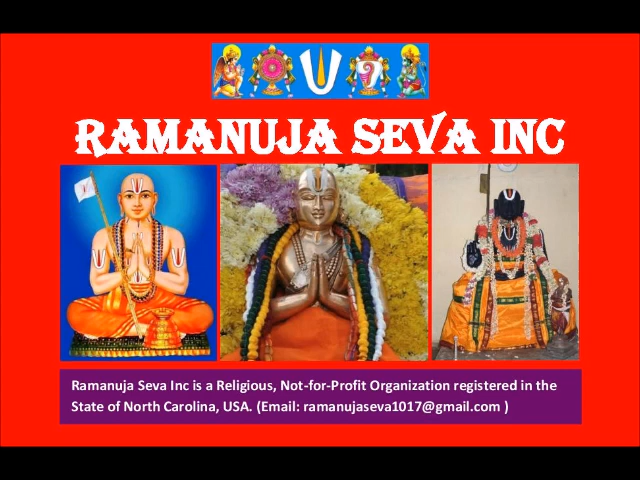 RAMANUJA SEVA INC
Ramanuja Seva Inc is a Religious, Not-for-Profit Organization registered in the
State of North Carolina, USA. (Email: ramanujaseva1017@gmail.com )